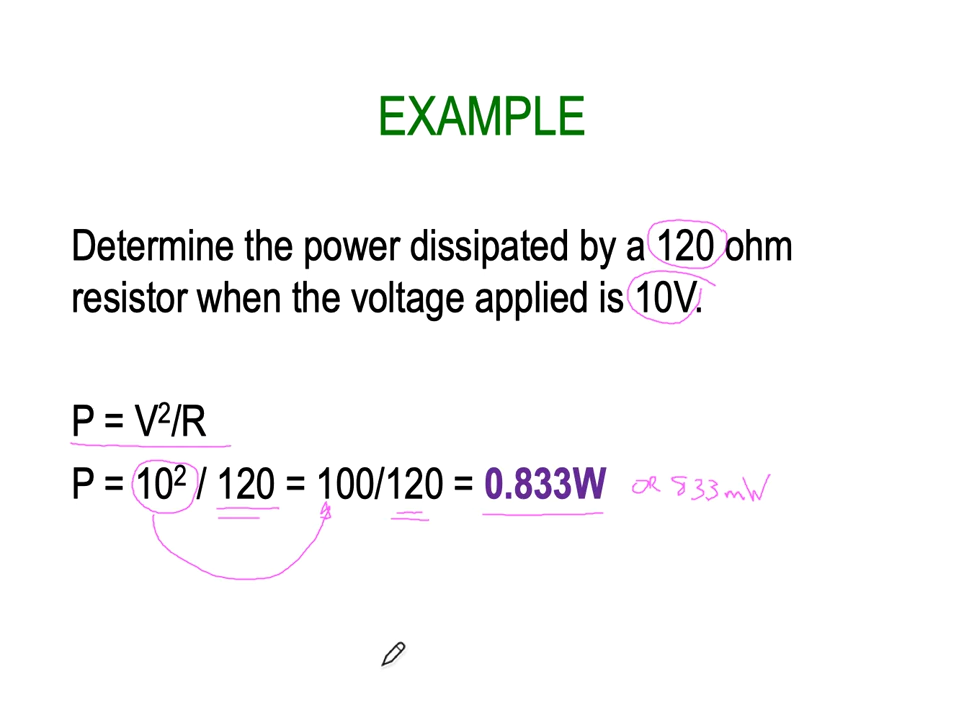 EXAMPLE
Determine the power dissipated by a 120 ohm
resistor when the voltage applied is 10V.
P = V²/R
P = 10² / 120 = 100/120 = 0.833W or 833mW